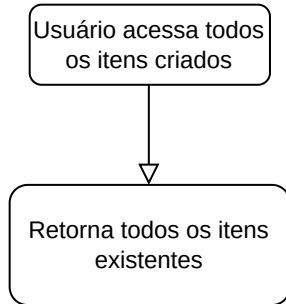 Usuário acessa todos
os itens criados
Retorna todos os itens
existentes